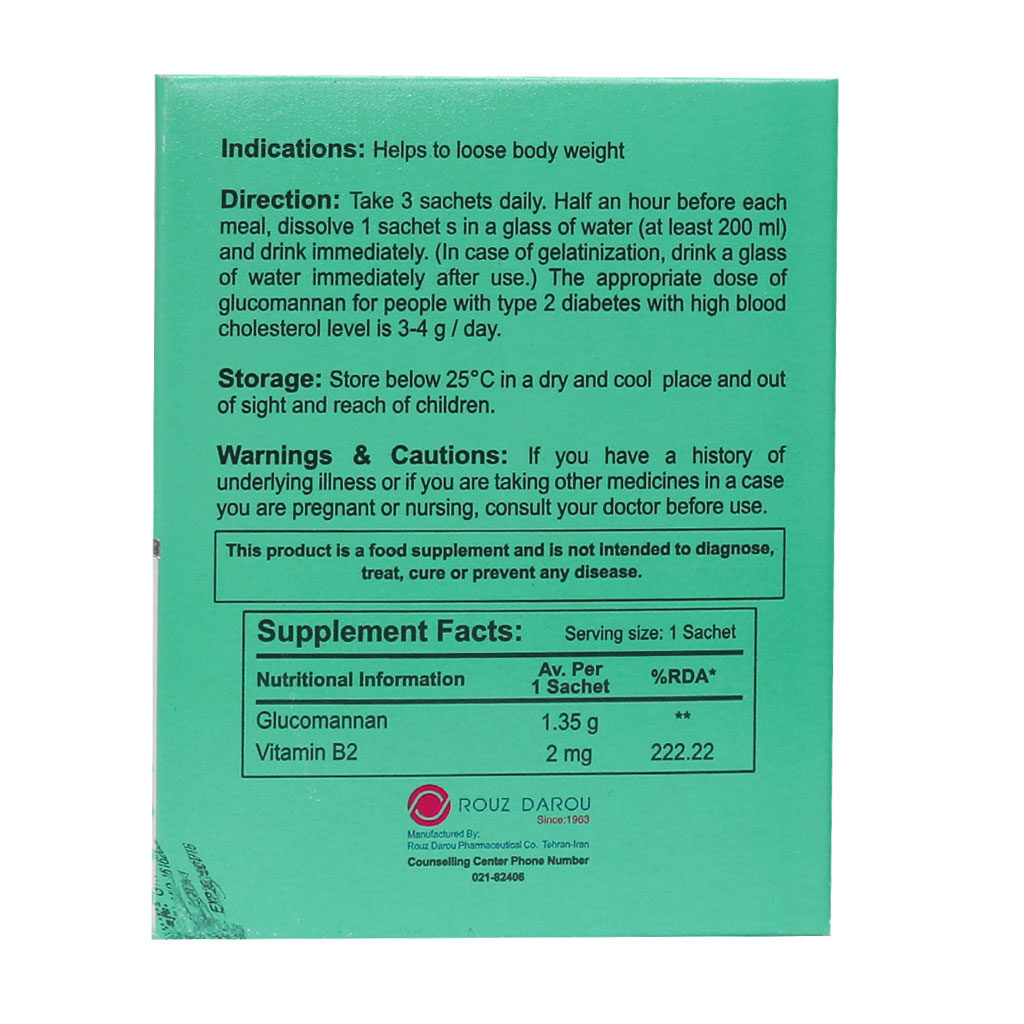 Indications: Helps to loose body weight
Direction: Take 3 sachets daily. Half an hour before each
meal, dissolve 1 sachet s in a glass of water (at least 200 ml)
and drink immediately. (In case of gelatinization, drink a glass
of water immediately after use.) The appropriate dose of
glucomannan for people with type 2 diabetes with high blood
cholesterol level is 3-4 g / day.
Storage: Store below 25°C in a dry and cool place and out
of sight and reach of children.
Warnings & Cautions: If you have a history of
underlying illness or if you are taking other medicines in a case
you are pregnant or nursing, consult your doctor before use.
This product is a food supplement and is not intended to diagnose,
treat, cure or prevent any disease.
Supplement Facts: Serving size: 1 Sachet
Nutritional Information Av. Per 1 Sachet %RDA*
Glucomannan 1.35 g **
Vitamin B2 2 mg 222.22
ROUZ DAROU
Since:1963
Manufactured By:
Rouz Darou Pharmaceutical Co. Tehran-Iran
Counselling Center Phone Number
021-82406